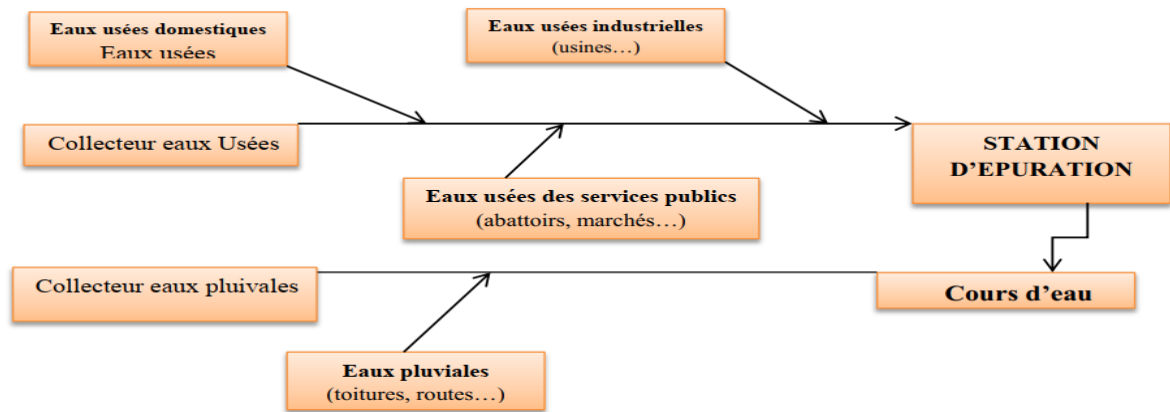 Eaux usées domestiques
Eaux usées
Eaux usées industrielles
(usines…)
Collecteur eaux Usées
STATION
D’EPURATION
Eaux usées des services publics
(abattoirs, marchés…)
Collecteur eaux pluivales
Cours d’eau
Eaux pluviales
(toitures, routes…)